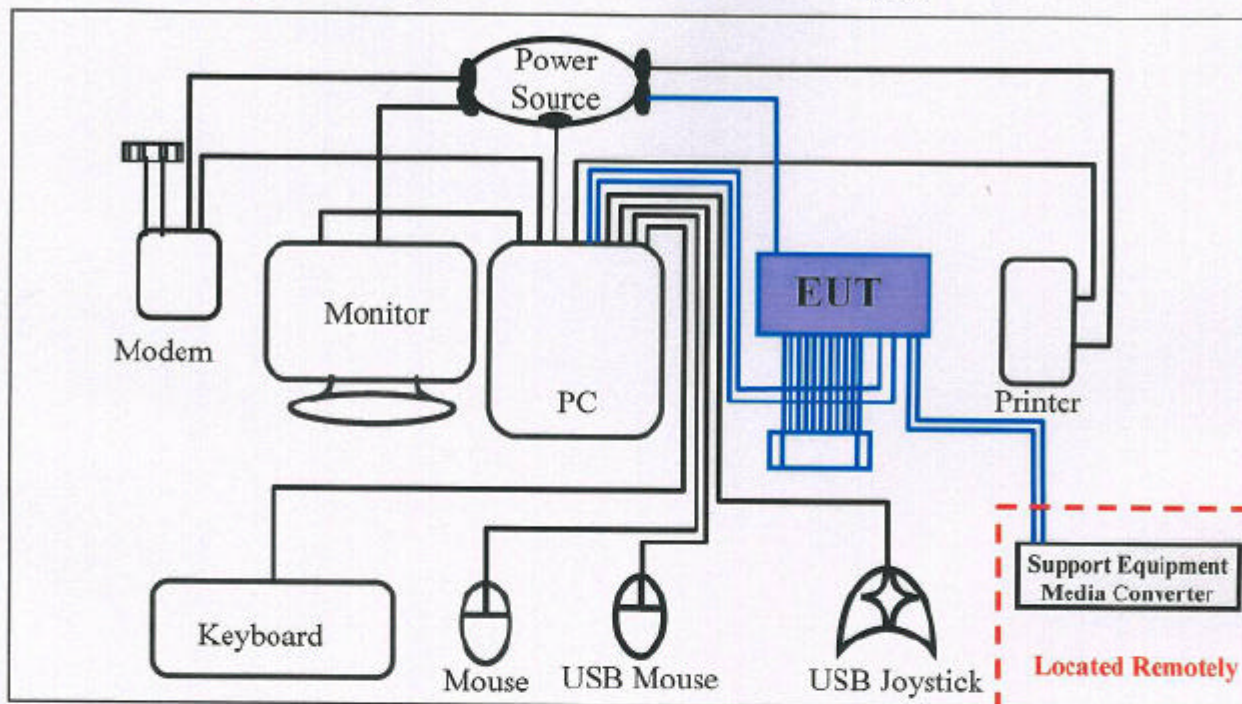 Power
Source
EUT
Monitor
Modem
PC
Printer
Keyboard
Mouse
USB Mouse
USB Joystick
Support Equipment
Media Converter
Located Remotely